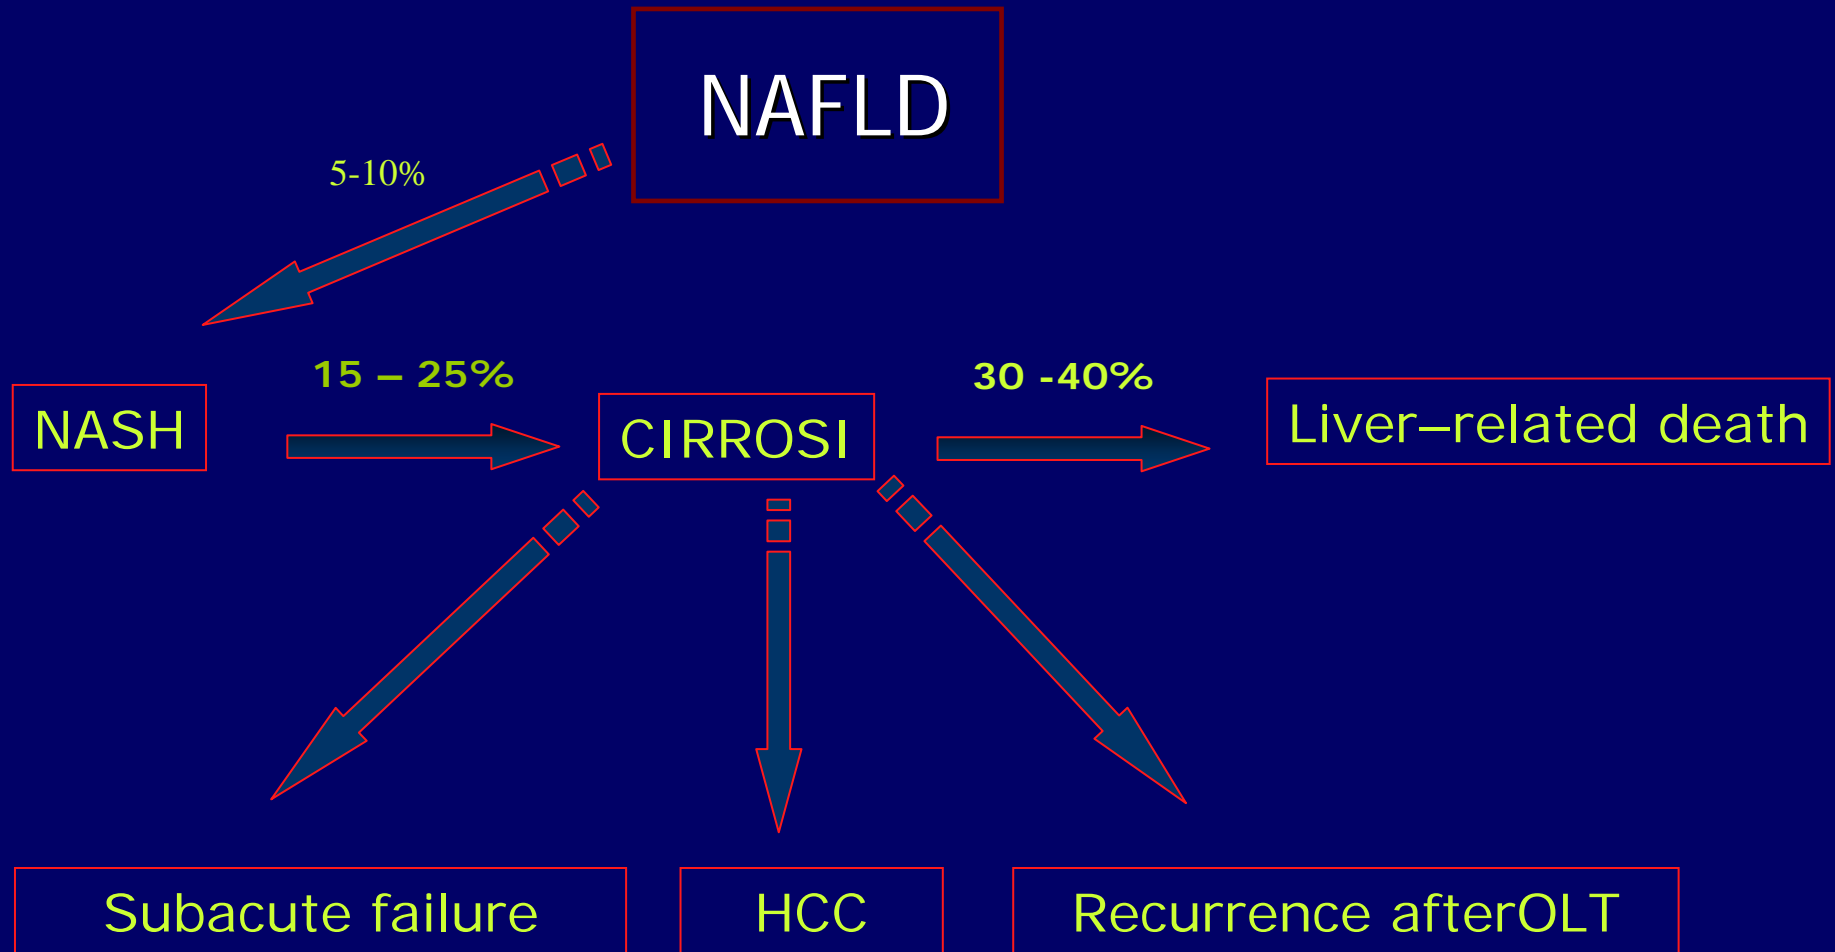 NAFLD
5-10%
15 – 25%
30 -40%
NASH
CIRROSI
Liver–related death
Subacute failure
HCC
Recurrence afterOLT